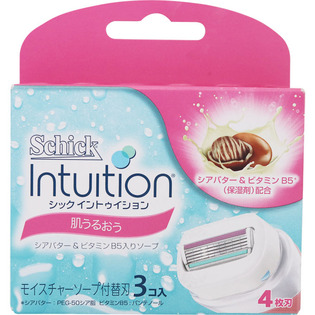 Schick
intuition®
シック イントゥイション
肌うるおう
シアバター & ビタミンB5入りソープ
シアバター & ビタミン B5*
(保湿剤)配合
モイスチャーソープ付替刃 3コ入
*シアバター:PEG-50シア脂 ビタミンB5:パンテノール
4枚刃